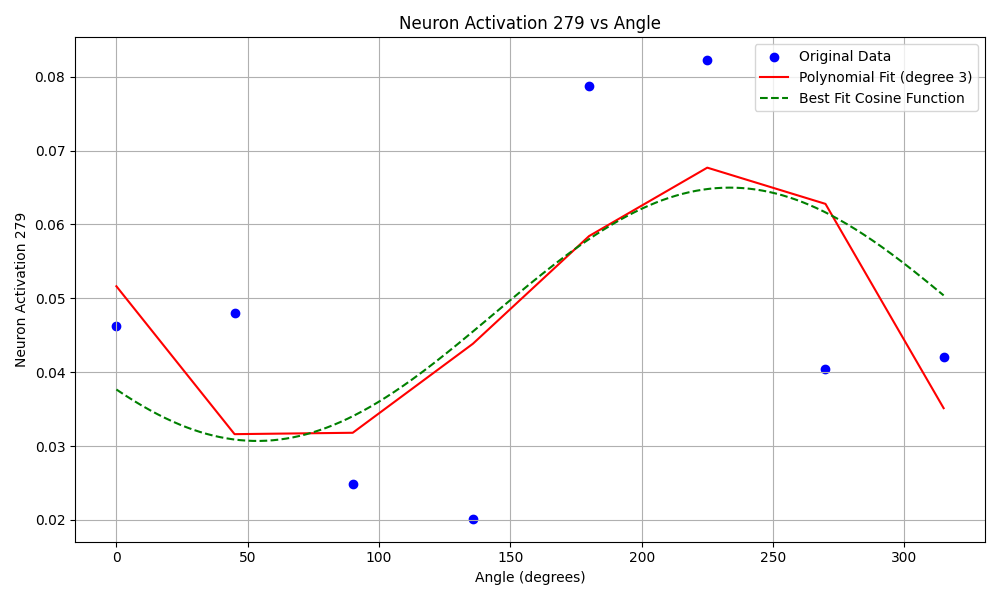 Neuron Activation 279 vs Angle
Original Data
Polynomial Fit (degree 3)
Best Fit Cosine Function
0.08
0.07
0.06
0.05
0.04
0.03
0.02
Neuron Activation 279
0 50 100 150 200 250 300
Angle (degrees)